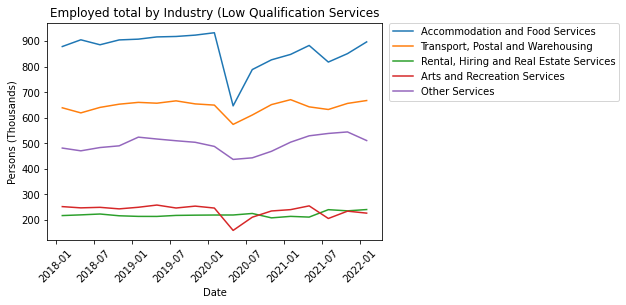 Employed total by Industry (Low Qualification Services
Accommodation and Food Services
Transport, Postal and Warehousing
Rental, Hiring and Real Estate Services
Arts and Recreation Services
Other Services
Persons (Thousands)
900
800
700
600
500
400
300
200
2018-01
2018-07
2019-01
2019-07
2020-01
2020-07
2021-01
2021-07
2022-01
Date